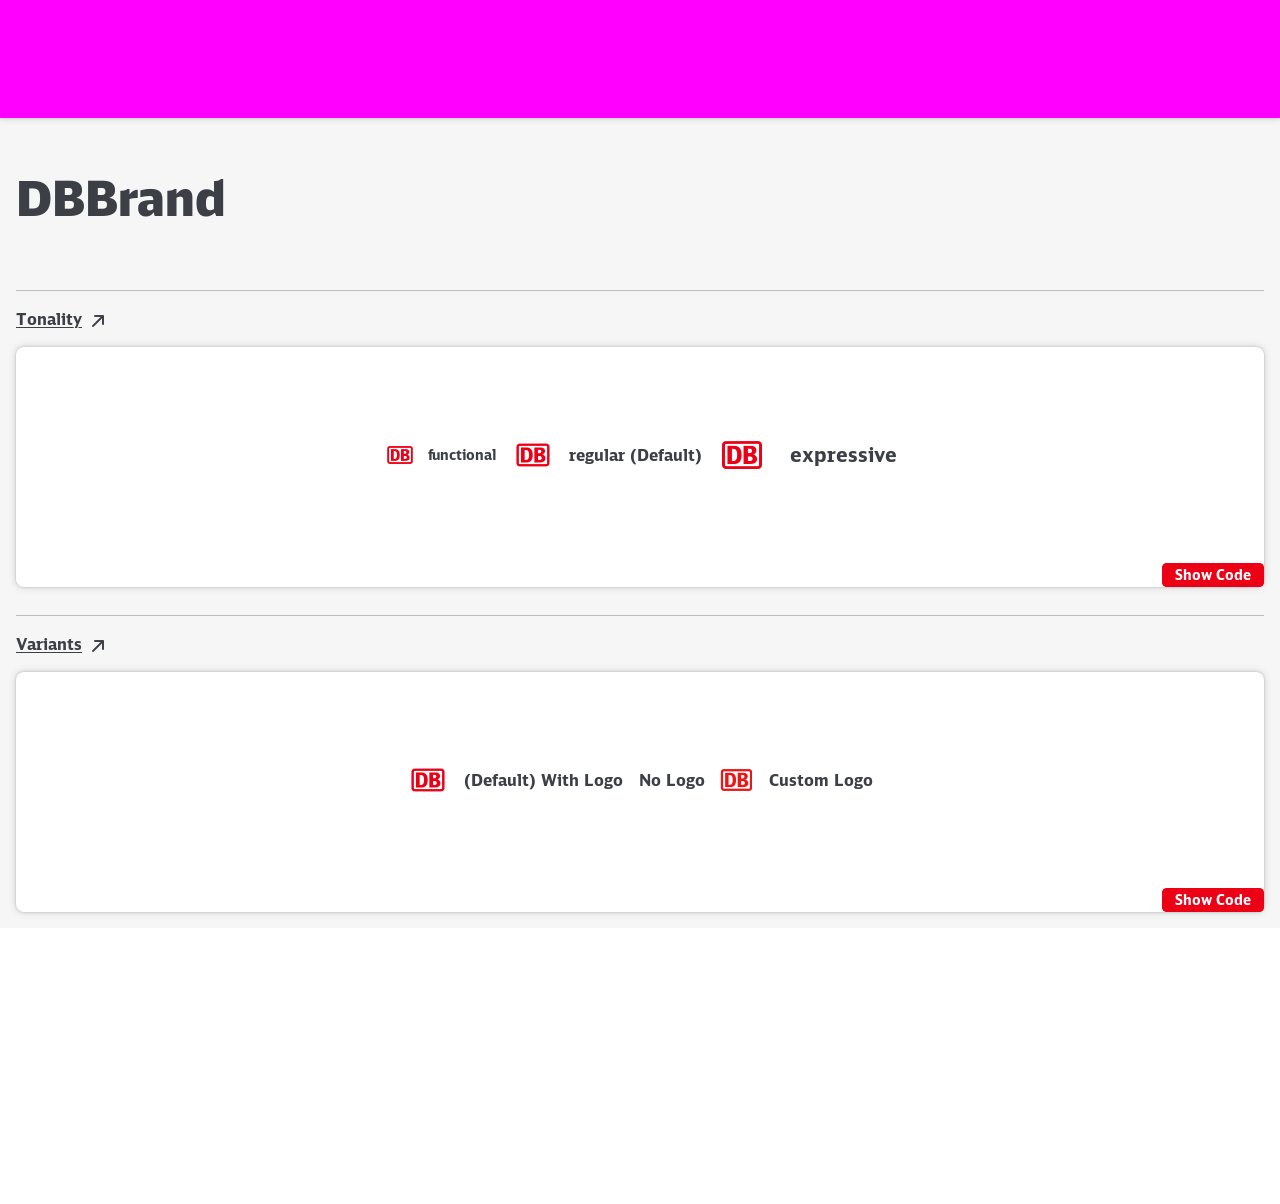 DBBrand
Tonality
DB functional DB regular (Default) DB expressive
Show Code
Variants
DB (Default) With Logo No Logo DB Custom Logo
Show Code